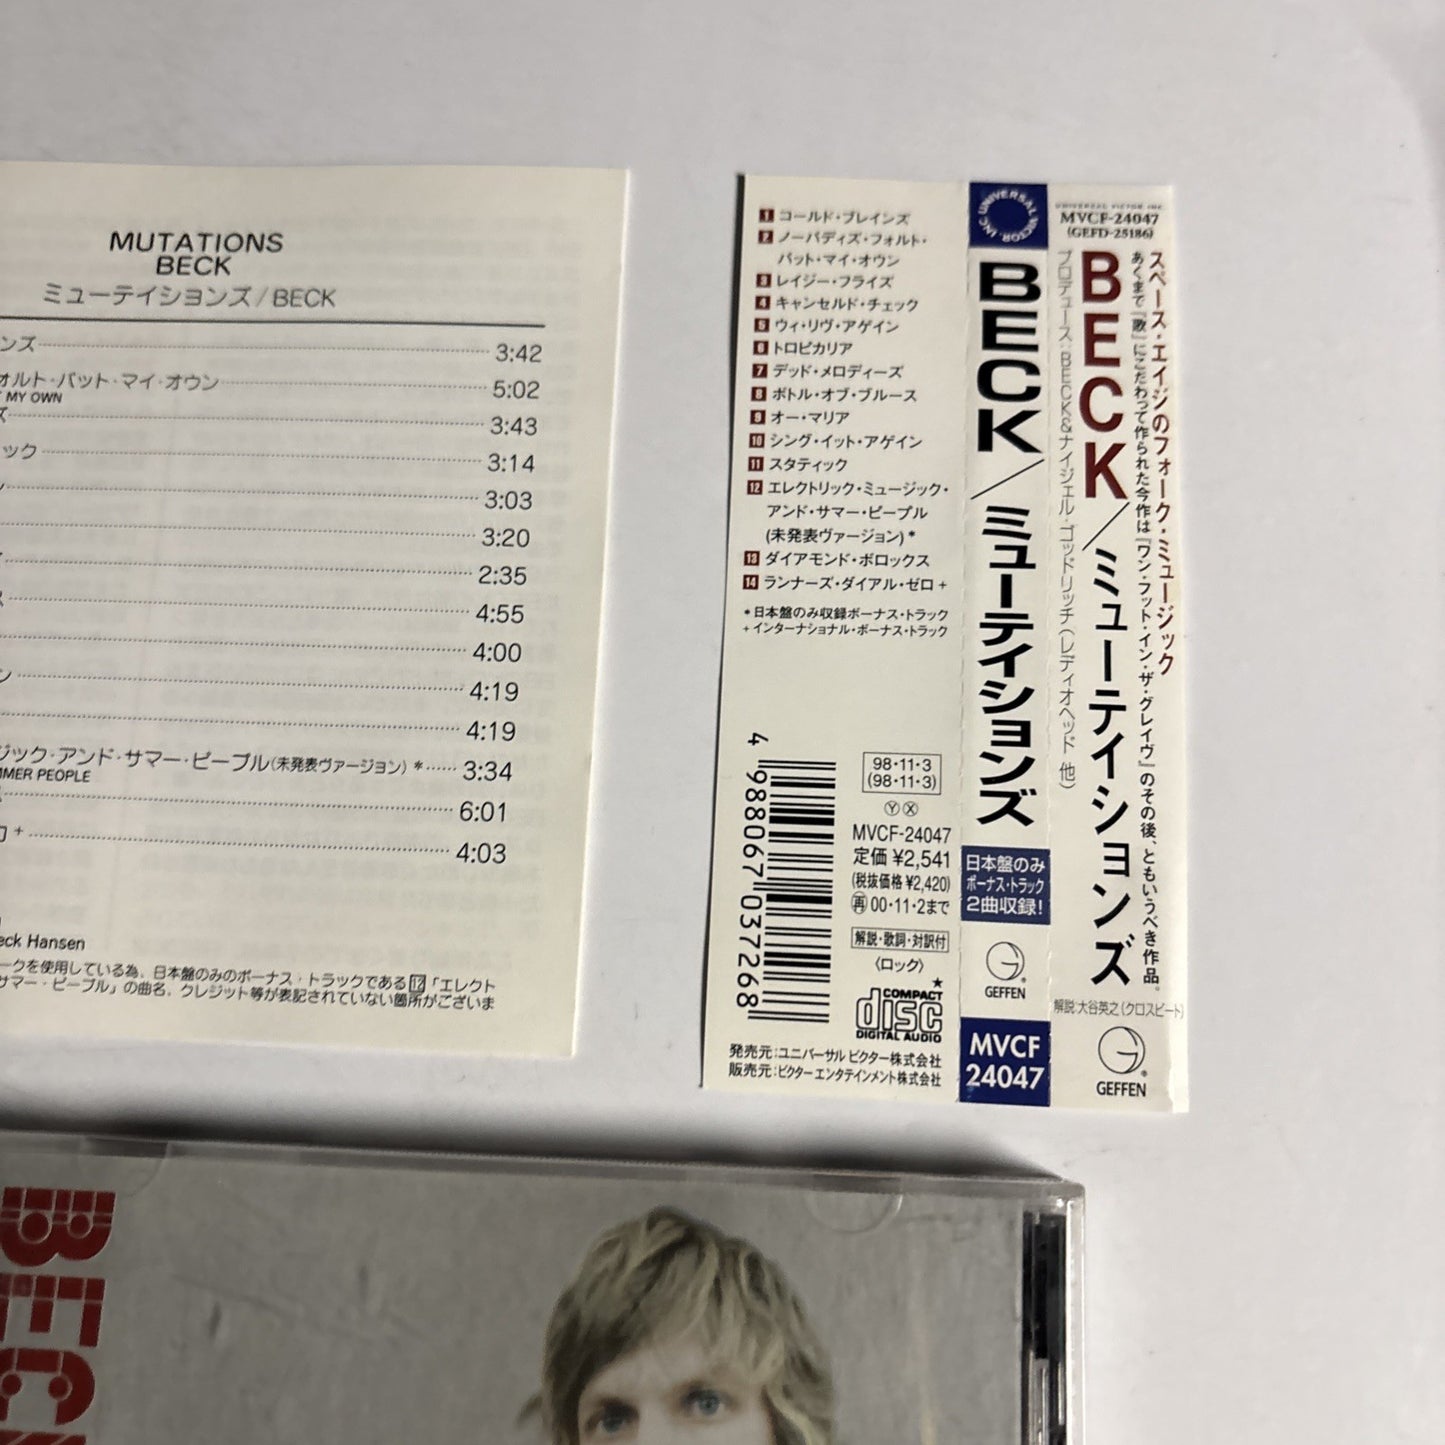 MUTATIONS
BECK
ミューテイションズ/BECK
ンズ 3:42
ォルト・バット・マイ・オウン 5:02
MY OWN
ズ 3:43
ック 3:14
ン 3:03
3:20
2:35
4:55
4:00
ン 4:19
4:19
ジック・アンド・サマー・ピープル(未発表ヴァージョン)* 3:34
MMER PEOPLE
6:01
+ 4:03
eck Hansen
ークを使用している為、日本盤のみのボーナス・トラックである12「エレクト
サマー・ピープル」の曲名、クレジット等が表記されていない箇所がございま
1 コールド・ブレインズ
2 ノーバディズ・フォルト・
バット・マイ・オウン
3 レイジー・フライズ
4 キャンセルド・チェック
5 ウィ・リヴ・アゲイン
6 トロピカリア
7 デッド・メロディーズ
8 ボトル・オブ・ブルース
9 オー・マリア
10 シング・イット・アゲイン
11 スタティック
12 エレクトリック・ミュージック・
アンド・サマー・ピープル
(未発表ヴァージョン)*
13 ダイアモンド・ボロックス
14 ランナーズ・ダイアル・ゼロ+
*日本盤のみ収録ボーナス・トラック
+インターナショナル・ボーナス・トラック
4 988067 037268
98・11・3
(98・11・3)
Ⓨ Ⓧ
MVCF-24047
定価 ¥2,541
(税抜価格 ¥2,420)
再 00・11・2まで
解説・歌詞・対訳付
〈ロック〉
COMPACT
disc
DIGITAL AUDIO
発売元:ユニバーサル ビクター株式会社
販売元:ビクター エンタテインメント株式会社
UNIVERSAL VICTOR, INC
BECK/ミューテイションズ
日本盤のみ
ボーナス・トラック
2曲収録!
GEFFEN
MVCF
24047
UNIVERSAL VICTOR INC.
MVCF-24047
(GEFD-25186)
スペース・エイジのフォーク・ミュージック
あくまで『歌』にこだわって作られた今作は『ワン・フット・イン・ザ・グレイヴ』のその後、ともいうべき作品。
BECK/ミューテイションズ
プロデュース:BECK&ナイジェル・ゴッドリッチ(レディオヘッド 他)
解説:大谷英之(クロスビート)
GEFFEN
BECK